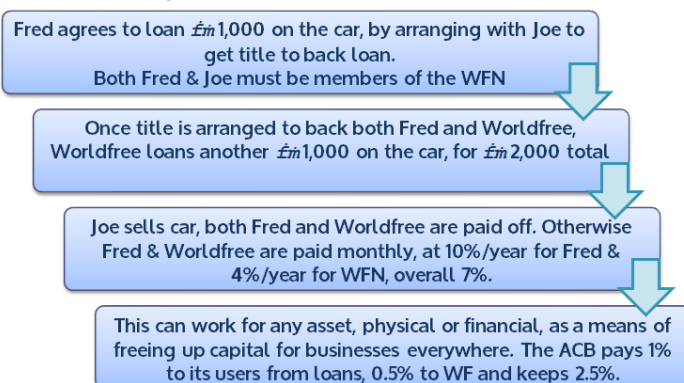 Fred agrees to loan £ṁ1,000 on the car, by arranging with Joe to
get title to back loan.
Both Fred & Joe must be members of the WFN
Once title is arranged to back both Fred and Worldfree,
Worldfree loans another £ṁ1,000 on the car, for £ṁ2,000 total
Joe sells car, both Fred and Worldfree are paid off. Otherwise
Fred & Worldfree are paid monthly, at 10%/year for Fred &
4%/year for WFN, overall 7%.
This can work for any asset, physical or financial, as a means of
freeing up capital for businesses everywhere. The ACB pays 1%
to its users from loans, 0.5% to WF and keeps 2.5%.